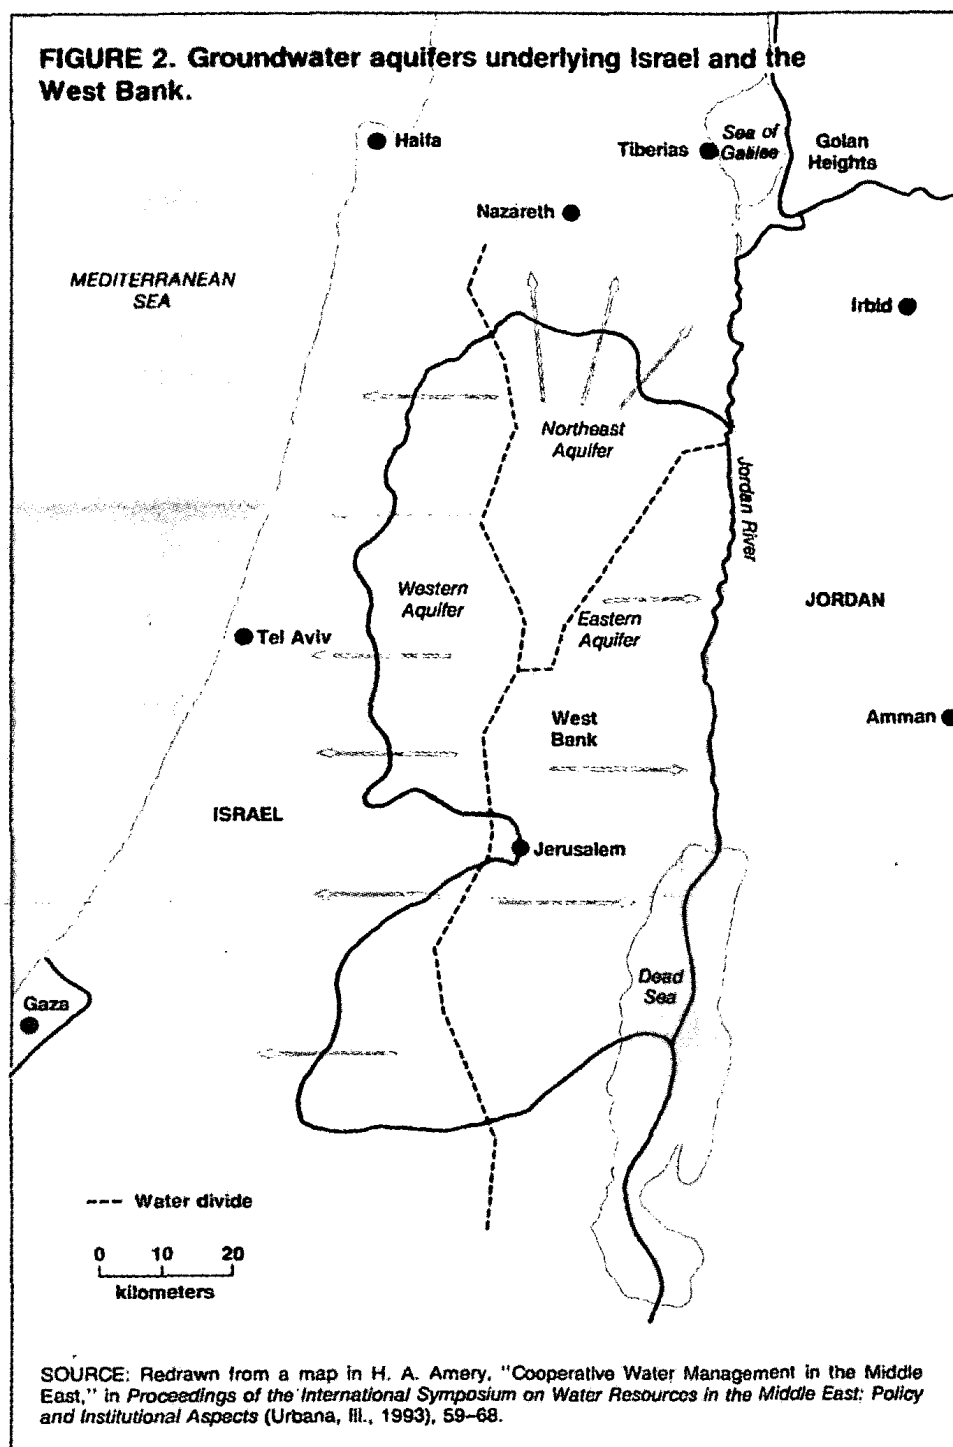 FIGURE 2. Groundwater aquifers underlying Israel and the
West Bank.
Haifa
Tiberias
Sea of
Galilee
Golan
Heights
Nazareth
MEDITERRANEAN
SEA
Irbid
Northeast
Aquifer
Jordan River
Western
Aquifer
Eastern
Aquifer
JORDAN
Tel Aviv
West
Bank
Amman
ISRAEL
Jerusalem
Dead
Sea
Gaza
Water divide
0 10 20
kilometers
SOURCE: Redrawn from a map in H. A. Amery, "Cooperative Water Management in the Middle
East," in Proceedings of the International Symposium on Water Resources in the Middle East: Policy
and Institutional Aspects (Urbana, Ill., 1993), 59–68.